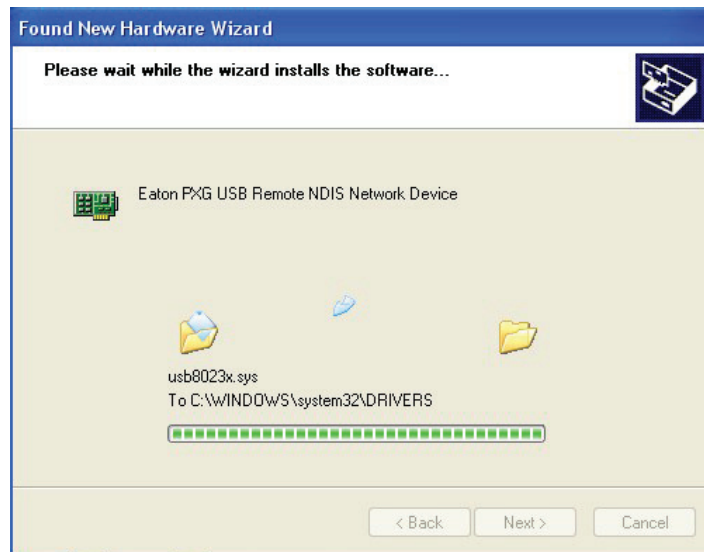 Found New Hardware Wizard
Please wait while the wizard installs the software...
Eaton PXG USB Remote NDIS Network Device
usb8023x.sys
To C:\WINDOWS\system32\DRIVERS
< Back Next > Cancel